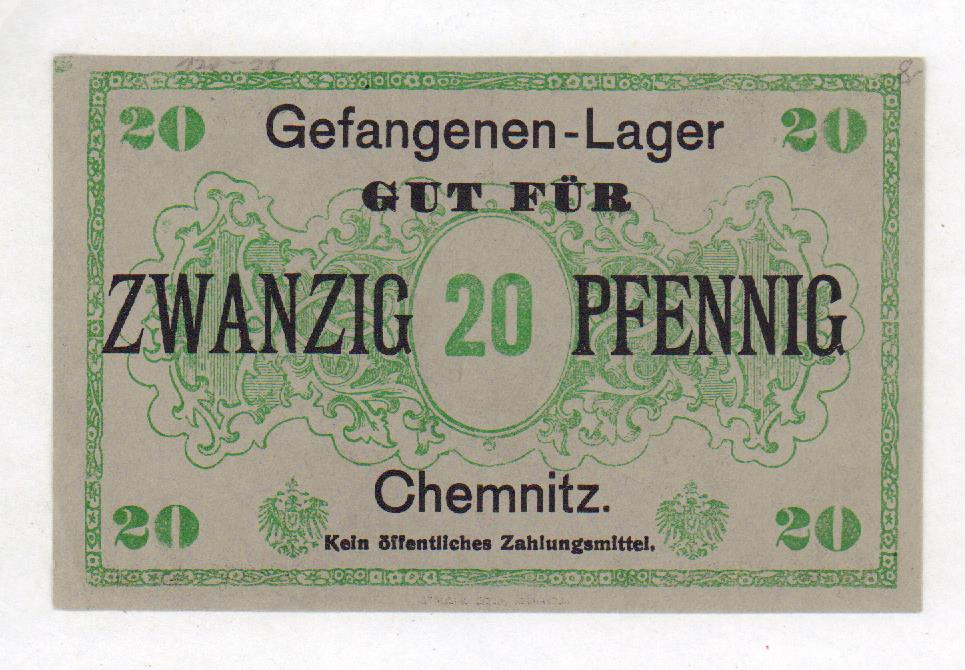 20 Gefangenen-Lager 20
GUT FÜR
ZWANZIG 20 PFENNIG
Chemnitz.
20 Kein öffentliches Zahlungsmittel. 20